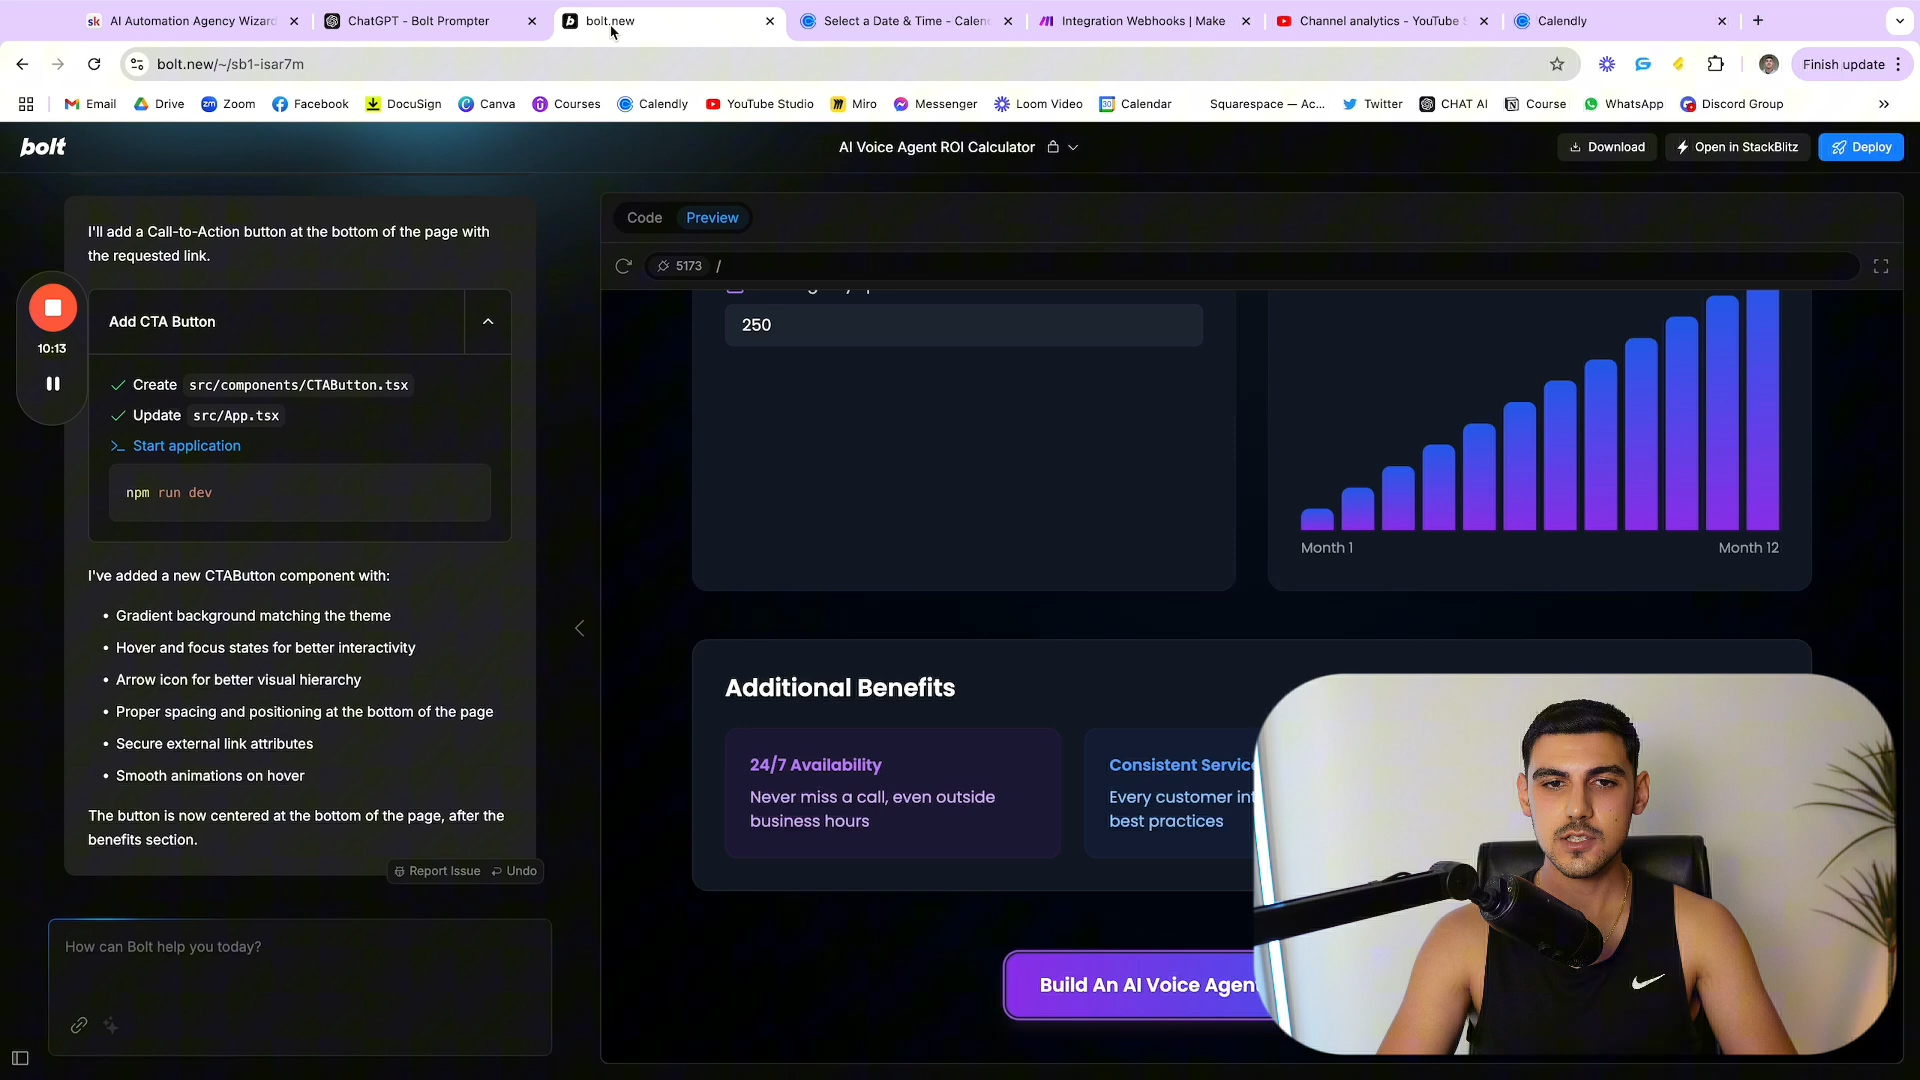 AI Automation Agency Wizard
ChatGPT - Bolt Prompter
bolt.new
Select a Date & Time - Calen
Integration Webhooks | Make
Channel analytics - YouTube S
Calendly
bolt.new/~/sb1-isar7m
Finish update
Email
Drive
Zoom
Facebook
DocuSign
Canva
Courses
Calendly
YouTube Studio
Miro
Messenger
Loom Video
Calendar
Squarespace — Ac...
Twitter
CHAT AI
Course
WhatsApp
Discord Group
bolt
AI Voice Agent ROI Calculator
Download
Open in StackBlitz
Deploy
I'll add a Call-to-Action button at the bottom of the page with
the requested link.
10:13
Add CTA Button
Create src/components/CTAButton.tsx
Update src/App.tsx
Start application
npm run dev
I've added a new CTAButton component with:
• Gradient background matching the theme
• Hover and focus states for better interactivity
• Arrow icon for better visual hierarchy
• Proper spacing and positioning at the bottom of the page
• Secure external link attributes
• Smooth animations on hover
The button is now centered at the bottom of the page, after the
benefits section.
Report Issue
Undo
How can Bolt help you today?
Code
Preview
5173 /
250
Month 1
Month 12
Additional Benefits
24/7 Availability
Never miss a call, even outside
business hours
Consistent Service
Every customer int
best practices
Build An AI Voice Agent